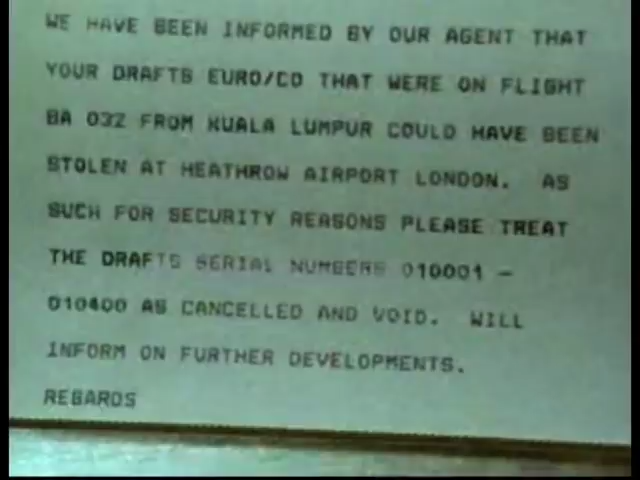 WE HAVE BEEN INFORMED BY OUR AGENT THAT
YOUR DRAFTS EURO/CD THAT WERE ON FLIGHT
BA 032 FROM KUALA LUMPUR COULD HAVE BEEN
STOLEN AT HEATHROW AIRPORT LONDON. AS
SUCH FOR SECURITY REASONS PLEASE TREAT
THE DRAFTS SERIAL NUMBERS 010001 -
010400 AS CANCELLED AND VOID. WILL
INFORM ON FURTHER DEVELOPMENTS.
REGARDS